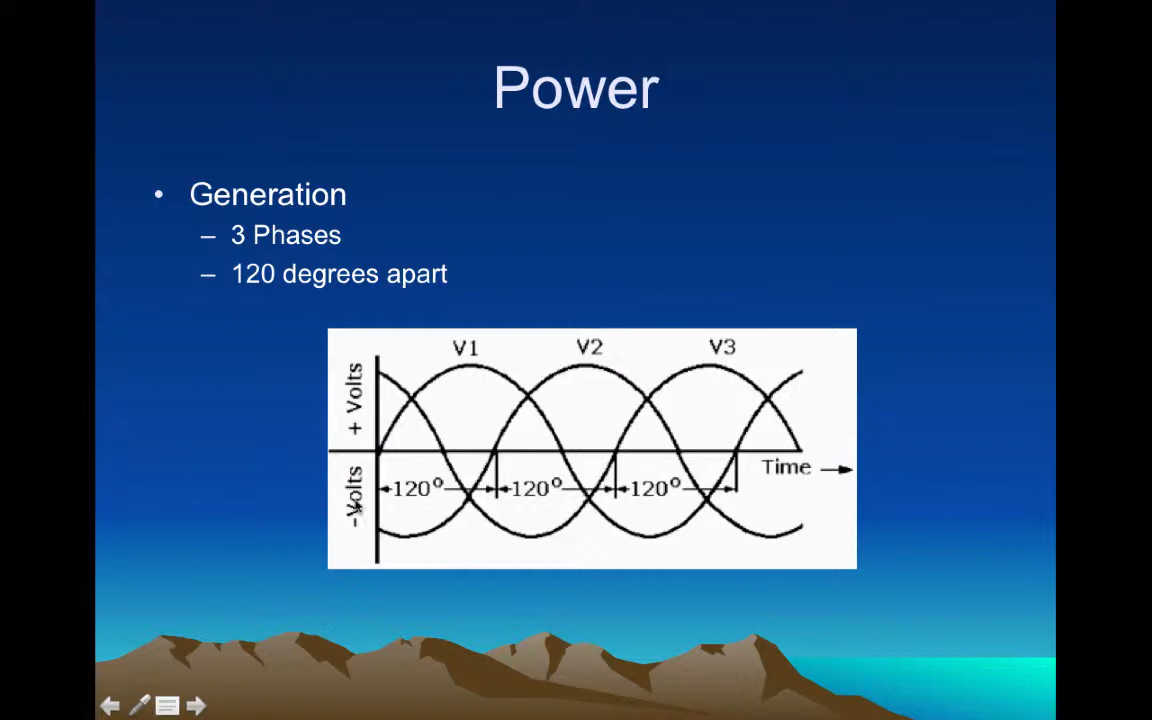 Power
• Generation
– 3 Phases
– 120 degrees apart
V1 V2 V3
+ Volts
-Volts
120° 120° 120°
Time